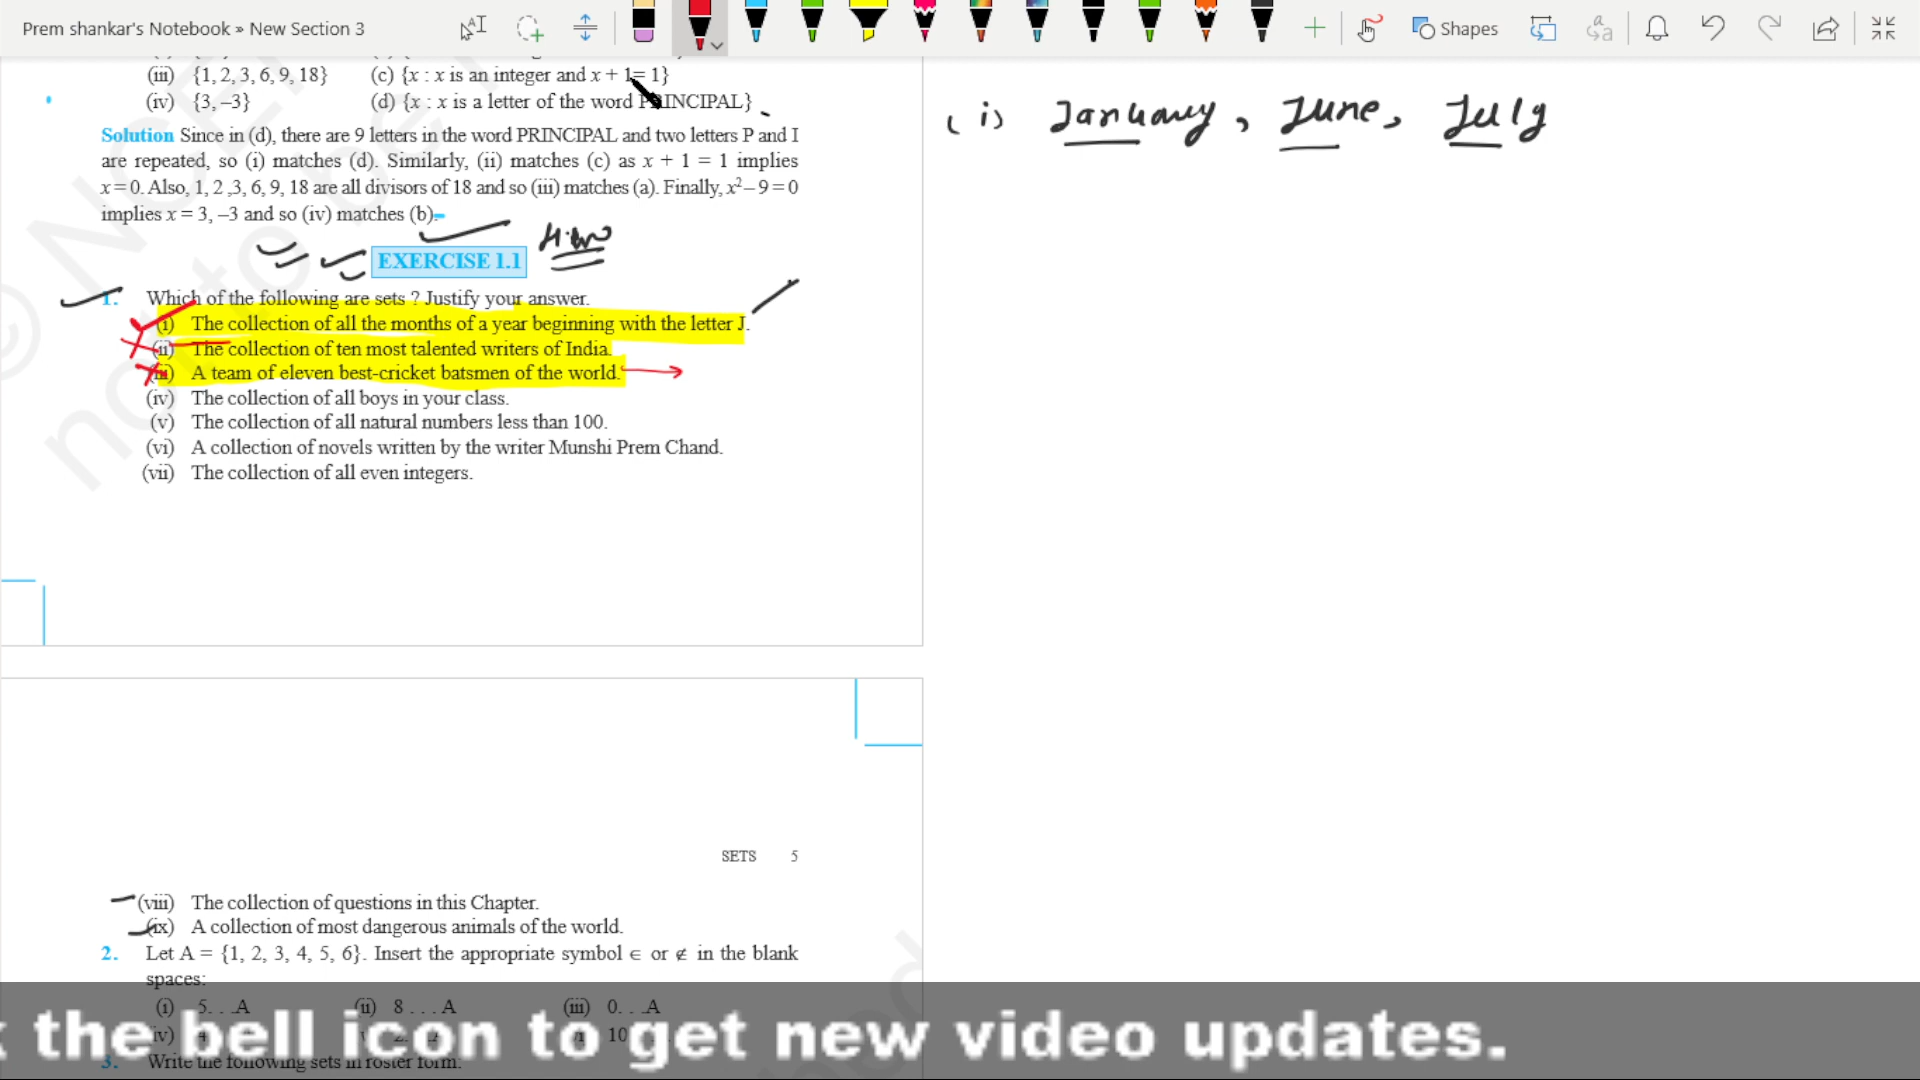 Prem shankar's Notebook » New Section 3
Shapes
(iii) {1, 2, 3, 6, 9, 18} (c) {x : x is an integer and x + 1= 1}
(iv) {3, –3} (d) {x : x is a letter of the word PRINCIPAL}
Solution Since in (d), there are 9 letters in the word PRINCIPAL and two letters P and I
are repeated, so (i) matches (d). Similarly, (ii) matches (c) as x + 1 = 1 implies
x = 0. Also, 1, 2 ,3, 6, 9, 18 are all divisors of 18 and so (iii) matches (a). Finally, x² – 9 = 0
implies x = 3, –3 and so (iv) matches (b).
EXERCISE 1.1
1. Which of the following are sets ? Justify your answer.
(i) The collection of all the months of a year beginning with the letter J.
(ii) The collection of ten most talented writers of India.
(iii) A team of eleven best-cricket batsmen of the world.
(iv) The collection of all boys in your class.
(v) The collection of all natural numbers less than 100.
(vi) A collection of novels written by the writer Munshi Prem Chand.
(vii) The collection of all even integers.
(i) January, June, July
SETS 5
(viii) The collection of questions in this Chapter.
(ix) A collection of most dangerous animals of the world.
2. Let A = {1, 2, 3, 4, 5, 6}. Insert the appropriate symbol ∈ or ∉ in the blank
spaces:
(i) 5. . .A (ii) 8 . . . A (iii) 0. . .A
the bell icon to get new video updates.
3. Write the following sets in roster form: